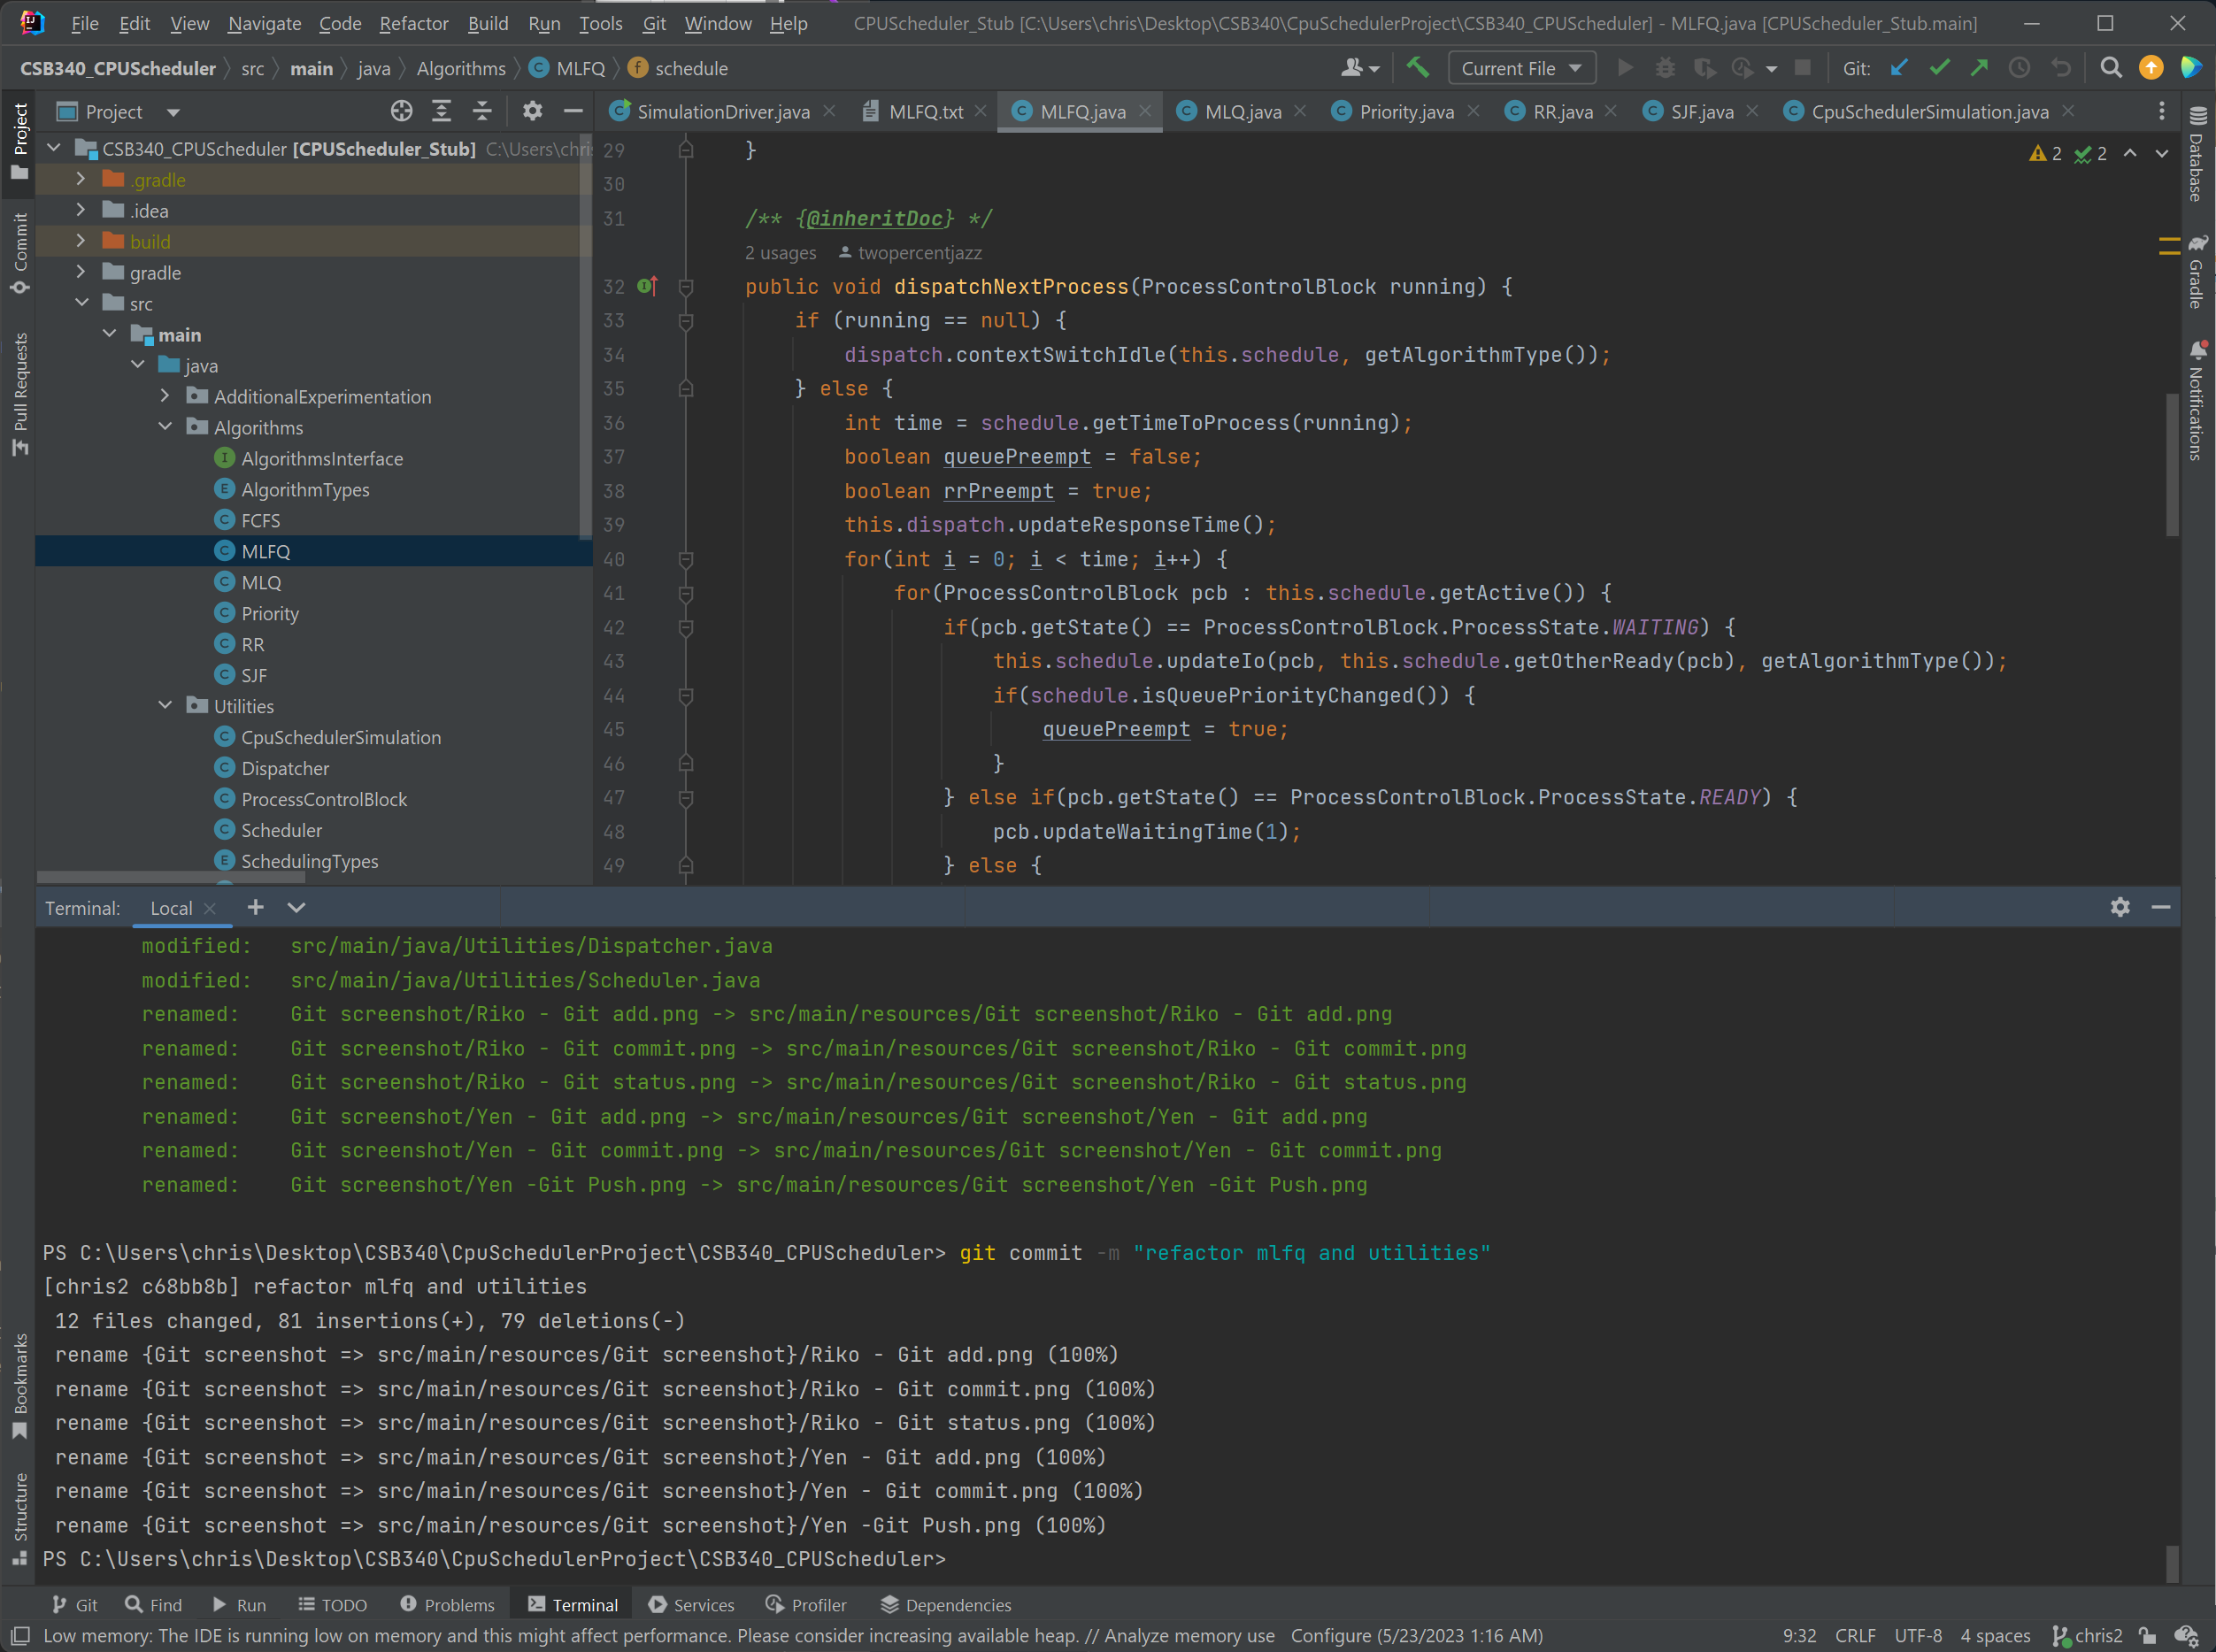 File Edit View Navigate Code Refactor Build Run Tools Git Window Help CPUScheduler_Stub [C:\Users\chris\Desktop\CSB340\CpuSchedulerProject\CSB340_CPUScheduler] - MLFQ.java [CPUScheduler_Stub.main]
CSB340_CPUScheduler src main java Algorithms MLFQ schedule Current File Git:
Project
SimulationDriver.java MLFQ.txt MLFQ.java MLQ.java Priority.java RR.java SJF.java CpuSchedulerSimulation.java
Project
Commit
Pull Requests
Bookmarks
Structure
CSB340_CPUScheduler [CPUScheduler_Stub] C:\Users\chris
.gradle
.idea
build
gradle
src
main
java
AdditionalExperimentation
Algorithms
AlgorithmsInterface
AlgorithmTypes
FCFS
MLFQ
MLQ
Priority
RR
SJF
Utilities
CpuSchedulerSimulation
Dispatcher
ProcessControlBlock
Scheduler
SchedulingTypes
2 2
29 }
30
31 /** {@inheritDoc} */
2 usages twopercentjazz
32 public void dispatchNextProcess(ProcessControlBlock running) {
33 if (running == null) {
34 dispatch.contextSwitchIdle(this.schedule, getAlgorithmType());
35 } else {
36 int time = schedule.getTimeToProcess(running);
37 boolean queuePreempt = false;
38 boolean rrPreempt = true;
39 this.dispatch.updateResponseTime();
40 for(int i = 0; i < time; i++) {
41 for(ProcessControlBlock pcb : this.schedule.getActive()) {
42 if(pcb.getState() == ProcessControlBlock.ProcessState.WAITING) {
43 this.schedule.updateIo(pcb, this.schedule.getOtherReady(pcb), getAlgorithmType());
44 if(schedule.isQueuePriorityChanged()) {
45 queuePreempt = true;
46 }
47 } else if(pcb.getState() == ProcessControlBlock.ProcessState.READY) {
48 pcb.updateWaitingTime(1);
49 } else {
Database
Gradle
Notifications
Terminal: Local
modified: src/main/java/Utilities/Dispatcher.java
modified: src/main/java/Utilities/Scheduler.java
renamed: Git screenshot/Riko - Git add.png -> src/main/resources/Git screenshot/Riko - Git add.png
renamed: Git screenshot/Riko - Git commit.png -> src/main/resources/Git screenshot/Riko - Git commit.png
renamed: Git screenshot/Riko - Git status.png -> src/main/resources/Git screenshot/Riko - Git status.png
renamed: Git screenshot/Yen - Git add.png -> src/main/resources/Git screenshot/Yen - Git add.png
renamed: Git screenshot/Yen - Git commit.png -> src/main/resources/Git screenshot/Yen - Git commit.png
renamed: Git screenshot/Yen -Git Push.png -> src/main/resources/Git screenshot/Yen -Git Push.png
PS C:\Users\chris\Desktop\CSB340\CpuSchedulerProject\CSB340_CPUScheduler> git commit -m "refactor mlfq and utilities"
[chris2 c68bb8b] refactor mlfq and utilities
12 files changed, 81 insertions(+), 79 deletions(-)
rename {Git screenshot => src/main/resources/Git screenshot}/Riko - Git add.png (100%)
rename {Git screenshot => src/main/resources/Git screenshot}/Riko - Git commit.png (100%)
rename {Git screenshot => src/main/resources/Git screenshot}/Riko - Git status.png (100%)
rename {Git screenshot => src/main/resources/Git screenshot}/Yen - Git add.png (100%)
rename {Git screenshot => src/main/resources/Git screenshot}/Yen - Git commit.png (100%)
rename {Git screenshot => src/main/resources/Git screenshot}/Yen -Git Push.png (100%)
PS C:\Users\chris\Desktop\CSB340\CpuSchedulerProject\CSB340_CPUScheduler>
Git Find Run TODO Problems Terminal Services Profiler Dependencies
Low memory: The IDE is running low on memory and this might affect performance. Please consider increasing available heap. // Analyze memory use Configure (5/23/2023 1:16 AM) 9:32 CRLF UTF-8 4 spaces chris2